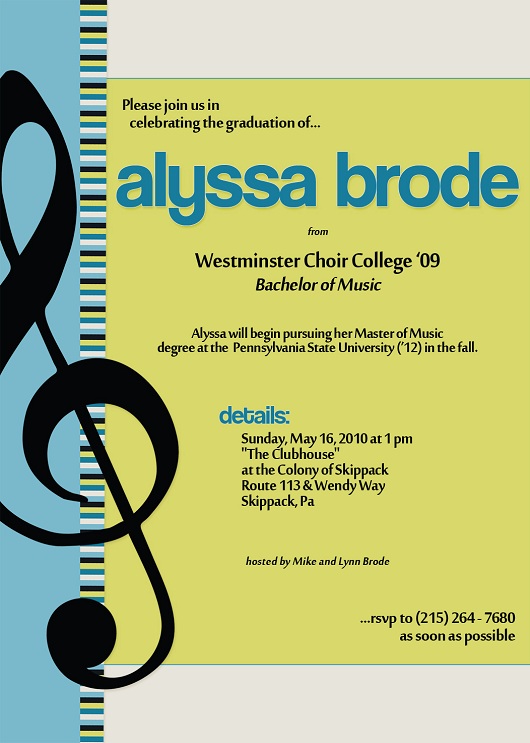 Please join us in
celebrating the graduation of...
alyssa brode
from
Westminster Choir College ‘09
Bachelor of Music
Alyssa will begin pursuing her Master of Music
degree at the Pennsylvania State University (’12) in the fall.
details:
Sunday, May 16, 2010 at 1 pm
"The Clubhouse"
at the Colony of Skippack
Route 113 & Wendy Way
Skippack, Pa
hosted by Mike and Lynn Brode
...rsvp to (215) 264 - 7680
as soon as possible